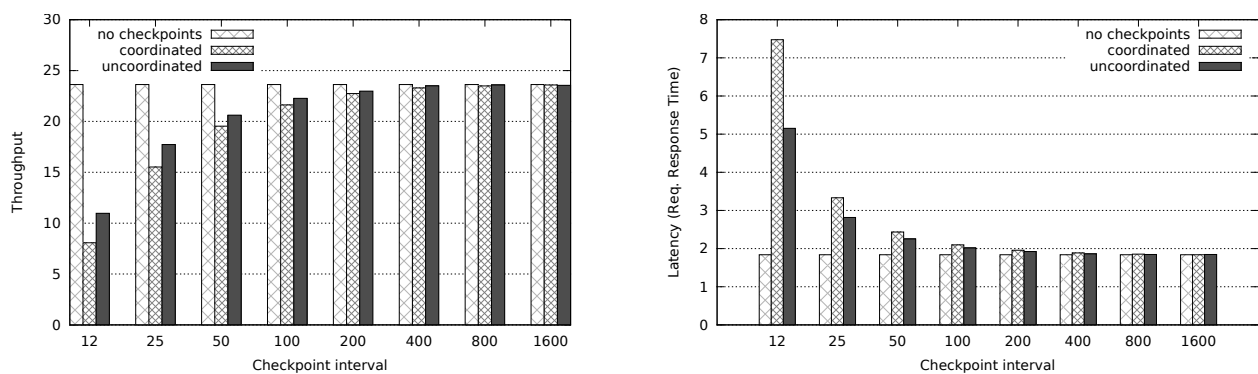 30
25
20
15
10
5
0
Throughput
no checkpoints
coordinated
uncoordinated
12 25 50 100 200 400 800 1600
Checkpoint interval
8
7
6
5
4
3
2
1
0
Latency (Req. Response Time)
no checkpoints
coordinated
uncoordinated
12 25 50 100 200 400 800 1600
Checkpoint interval